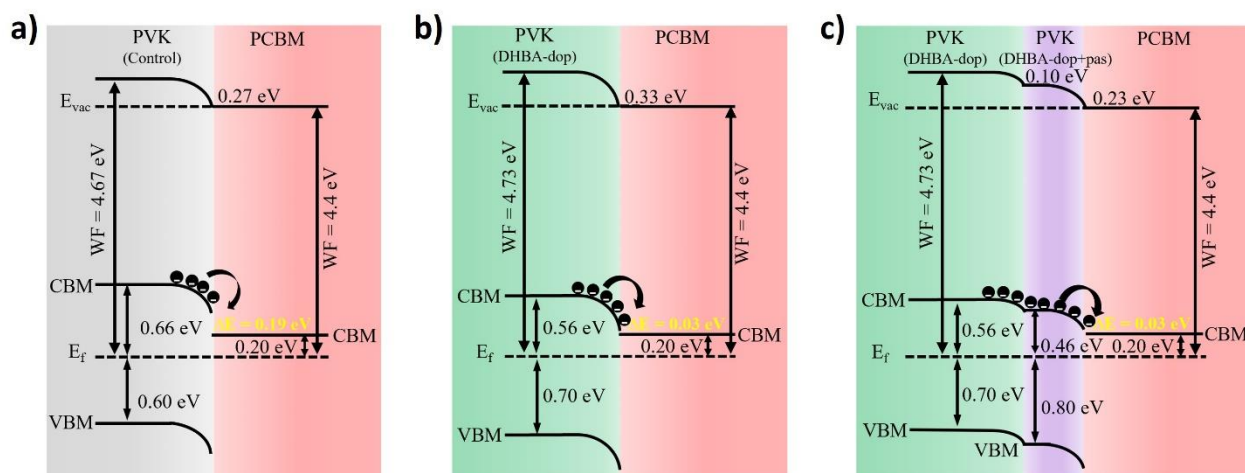 a)
PVK
(Control)
PCBM
0.27 eV
E_vac
WF = 4.67 eV
WF = 4.4 eV
CBM
ΔE = 0.19 eV
CBM
0.66 eV
0.20 eV
E_f
0.60 eV
VBM
b)
PVK
(DHBA-dop)
PCBM
0.33 eV
E_vac
WF = 4.73 eV
WF = 4.4 eV
CBM
ΔE = 0.03 eV
CBM
0.56 eV
0.20 eV
E_f
0.70 eV
VBM
c)
PVK
(DHBA-dop)
PVK
(DHBA-dop+pas)
PCBM
0.10 eV
0.23 eV
E_vac
WF = 4.73 eV
WF = 4.4 eV
CBM
ΔE = 0.03 eV
CBM
0.56 eV
0.46 eV
0.20 eV
E_f
0.70 eV
0.80 eV
VBM
VBM